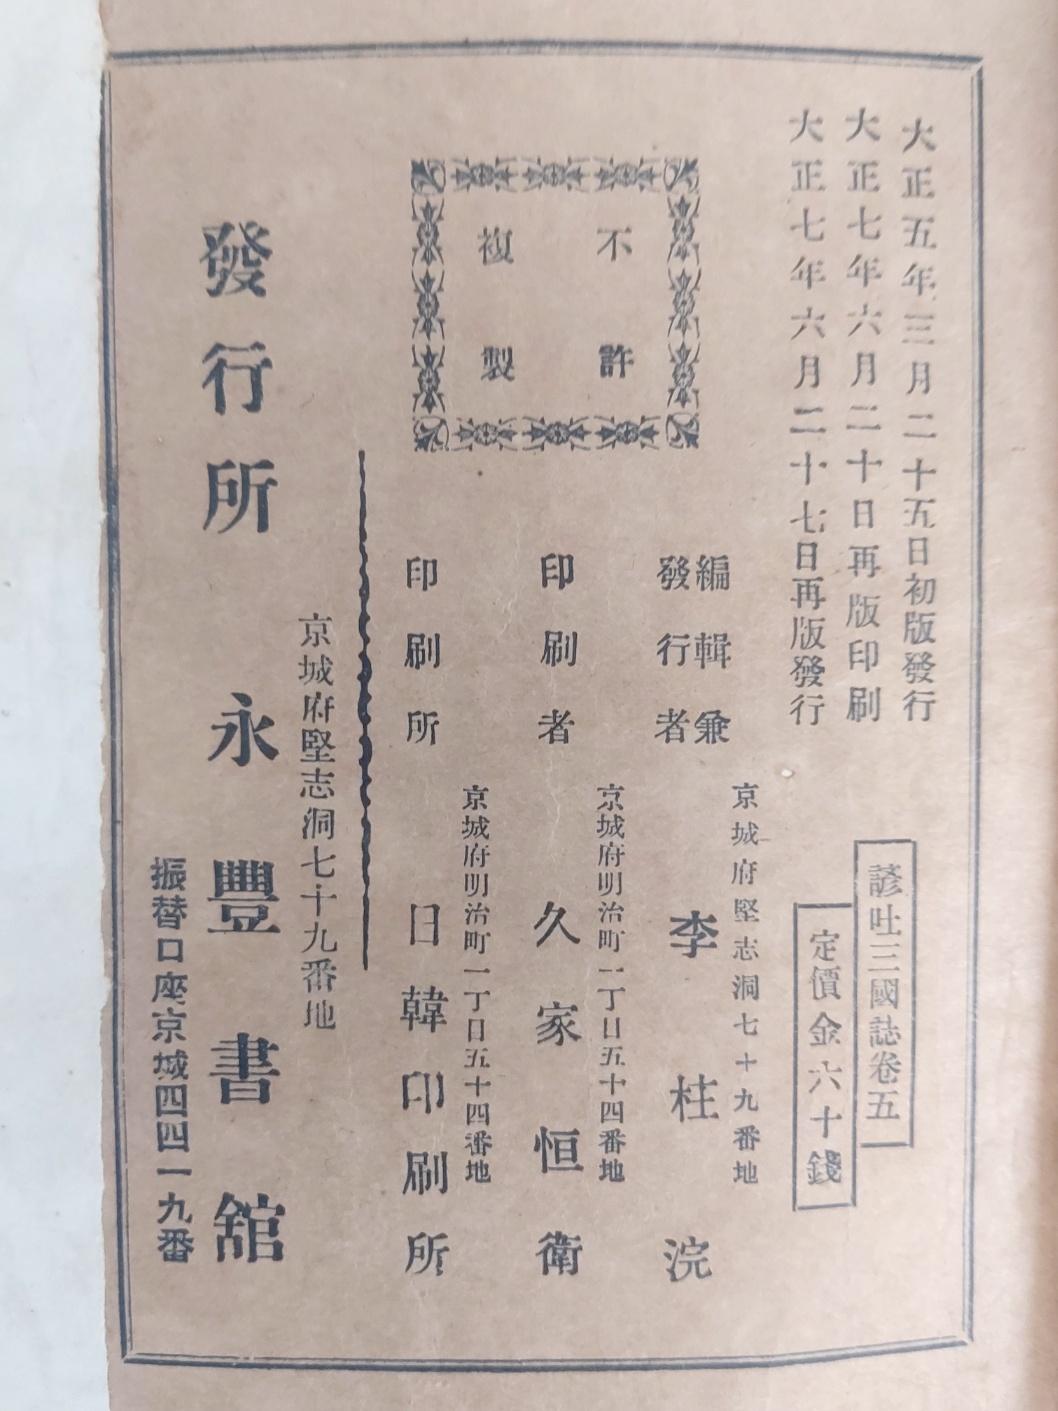 大正五年三月二十五日初版發行
大正七年六月二十日再版印刷
大正七年六月二十七日再版發行
諺吐三國誌卷五
定價金六十錢
不許
複製
京城府堅志洞七十九番地
編輯兼
發行者
李柱浣
京城府明治町一丁目五十四番地
印刷者
久家恒衛
京城府明治町一丁目五十四番地
印刷所
日韓印刷所
京城府堅志洞七十九番地
發行所 永豐書舘
振替口座京城四四一九番